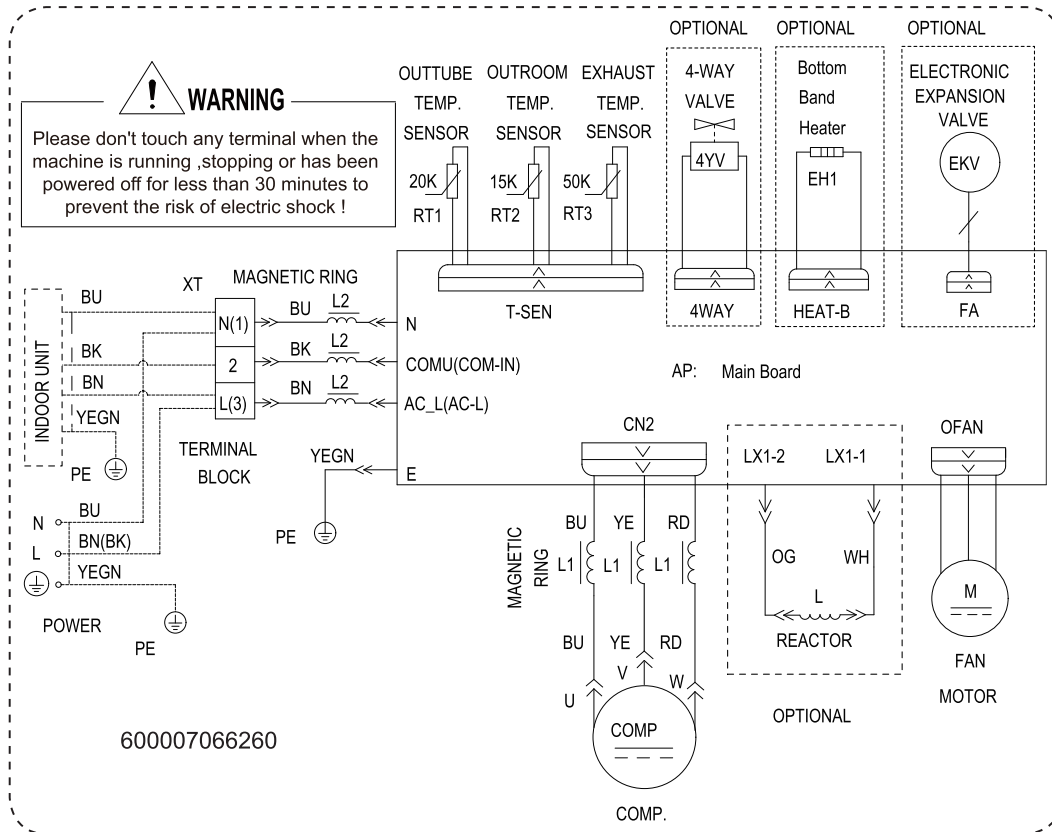 WARNING
Please don't touch any terminal when the
machine is running ,stopping or has been
powered off for less than 30 minutes to
prevent the risk of electric shock !
OUTTUBE
TEMP.
SENSOR
20K
RT1
OUTROOM
TEMP.
SENSOR
15K
RT2
EXHAUST
TEMP.
SENSOR
50K
RT3
T-SEN
OPTIONAL
4-WAY
VALVE
4YV
4WAY
OPTIONAL
Bottom
Band
Heater
EH1
HEAT-B
OPTIONAL
ELECTRONIC
EXPANSION
VALVE
EKV
FA
INDOOR UNIT
BU
BK
BN
YEGN
PE
XT
N(1)
2
L(3)
TERMINAL
BLOCK
MAGNETIC RING
BU
L2
N
BK
L2
COMU(COM-IN)
BN
L2
AC_L(AC-L)
YEGN
E
PE
AP: Main Board
N
BU
L
BN(BK)
YEGN
POWER
PE
CN2
MAGNETIC
RING
BU
YE
RD
L1
L1
L1
BU
YE
RD
U
V
W
COMP
COMP.
LX1-2
LX1-1
OG
WH
L
REACTOR
OPTIONAL
OFAN
M
FAN
MOTOR
600007066260